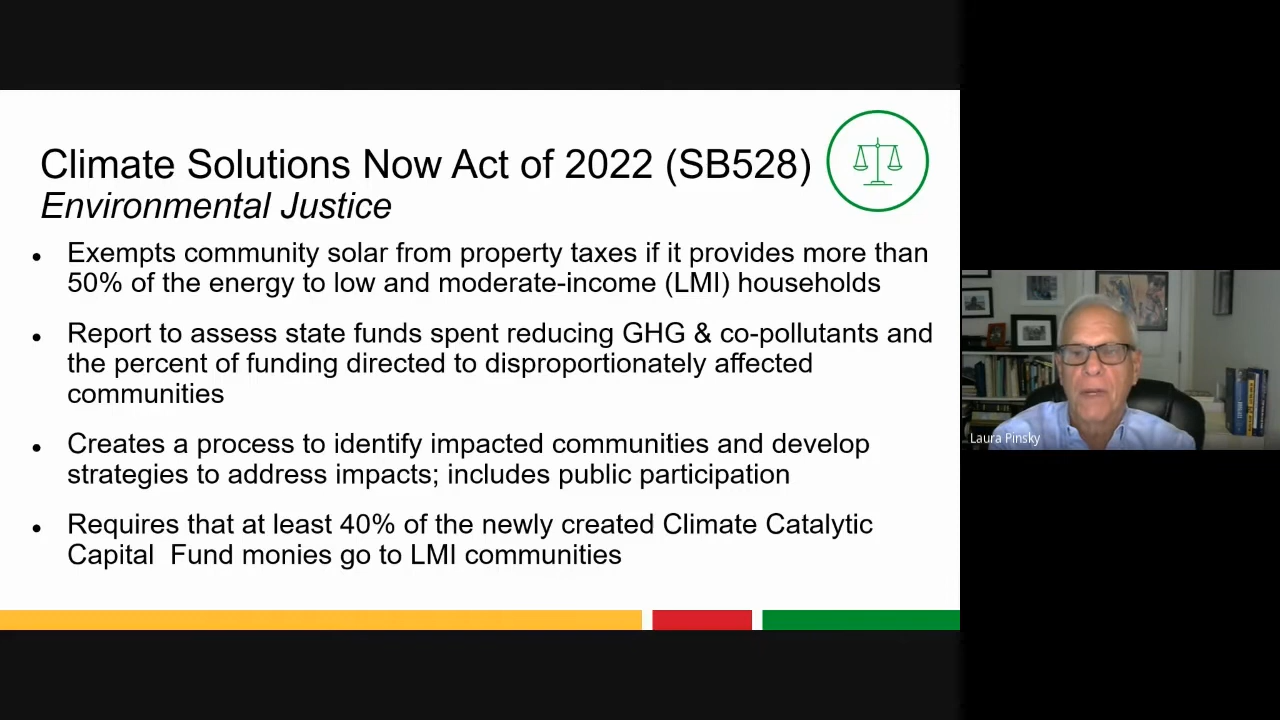 Climate Solutions Now Act of 2022 (SB528)
Environmental Justice
• Exempts community solar from property taxes if it provides more than
50% of the energy to low and moderate-income (LMI) households
• Report to assess state funds spent reducing GHG & co-pollutants and
the percent of funding directed to disproportionately affected
communities
• Creates a process to identify impacted communities and develop
strategies to address impacts; includes public participation
• Requires that at least 40% of the newly created Climate Catalytic
Capital  Fund monies go to LMI communities
Laura Pinsky